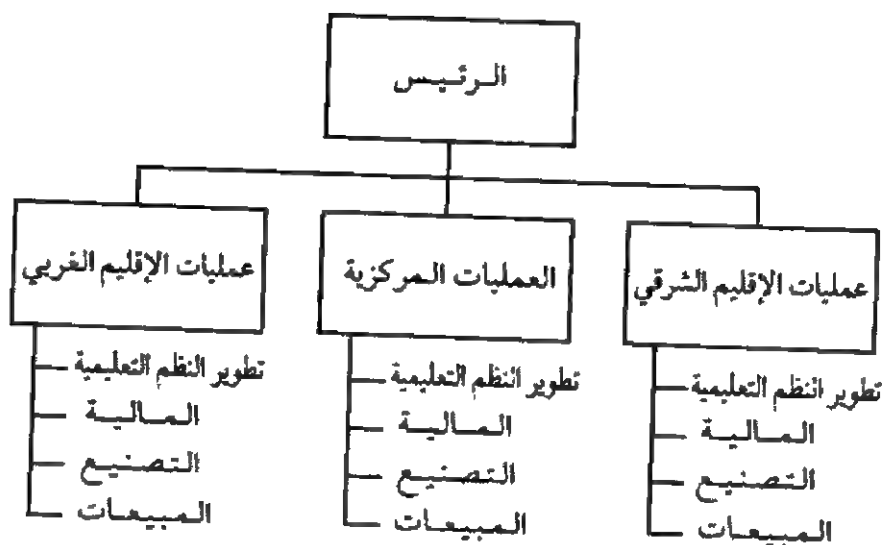 الرئيس
عمليات الإقليم الشرقي
العمليات المركزية
عمليات الإقليم الغربي
تطوير النظم التعليمية
المالية
التصنيع
المبيعات
تطوير النظم التعليمية
المالية
التصنيع
المبيعات
تطوير النظم التعليمية
المالية
التصنيع
المبيعات